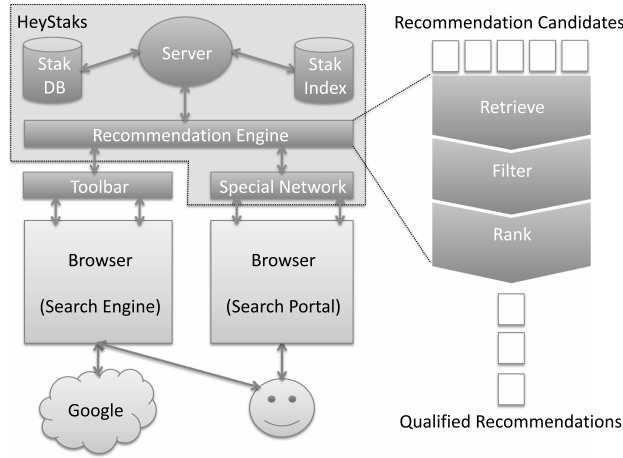 HeyStaks
Server
Stak
DB
Stak
Index
Recommendation Engine
Toolbar
Special Network
Browser
(Search Engine)
Browser
(Search Portal)
Google
Recommendation Candidates
Retrieve
Filter
Rank
Qualified Recommendations